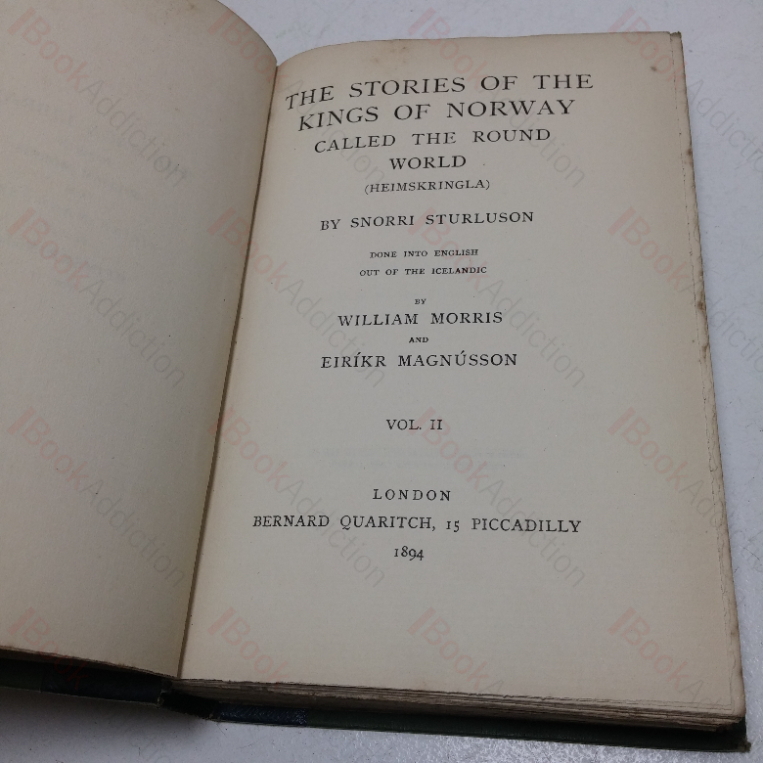 THE STORIES OF THE
KINGS OF NORWAY
CALLED THE ROUND
WORLD
(HEIMSKRINGLA)
BY SNORRI STURLUSON
DONE INTO ENGLISH
OUT OF THE ICELANDIC
BY
WILLIAM MORRIS
AND
EIRÍKR MAGNÚSSON
VOL. II
LONDON
BERNARD QUARITCH, 15 PICCADILLY
1894
BookAddiction